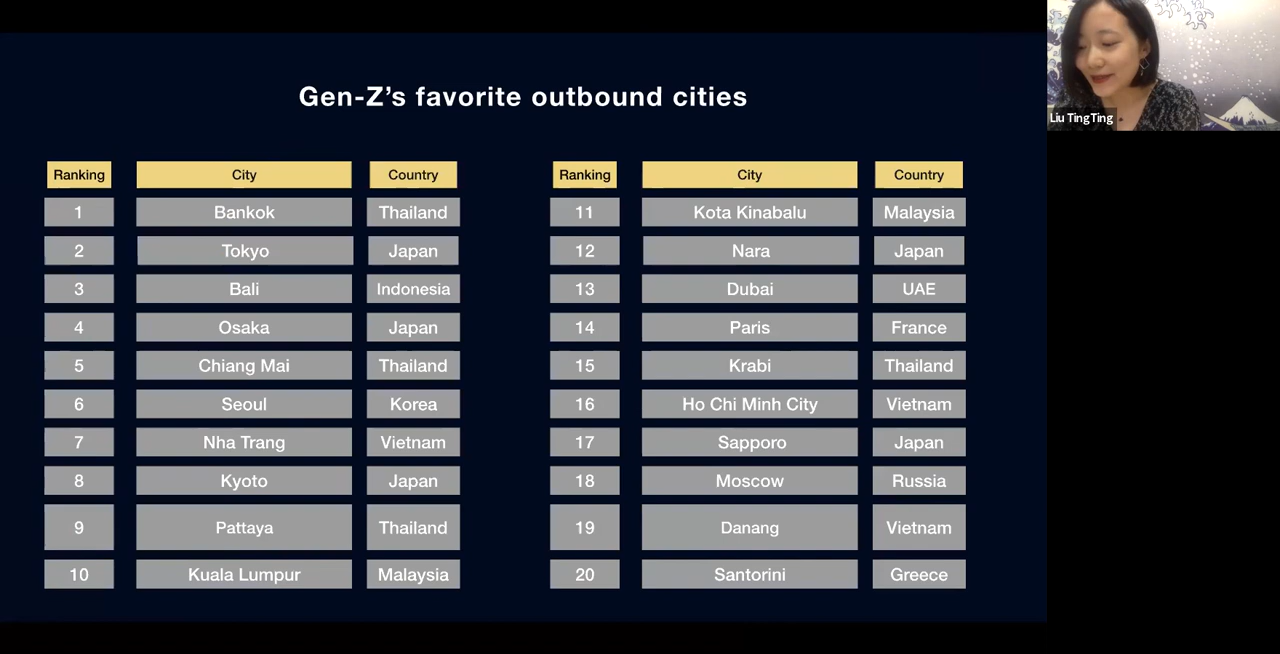 Gen-Z's favorite outbound cities
Ranking City Country
1 Bankok Thailand
2 Tokyo Japan
3 Bali Indonesia
4 Osaka Japan
5 Chiang Mai Thailand
6 Seoul Korea
7 Nha Trang Vietnam
8 Kyoto Japan
9 Pattaya Thailand
10 Kuala Lumpur Malaysia
Ranking City Country
11 Kota Kinabalu Malaysia
12 Nara Japan
13 Dubai UAE
14 Paris France
15 Krabi Thailand
16 Ho Chi Minh City Vietnam
17 Sapporo Japan
18 Moscow Russia
19 Danang Vietnam
20 Santorini Greece
Liu TingTing